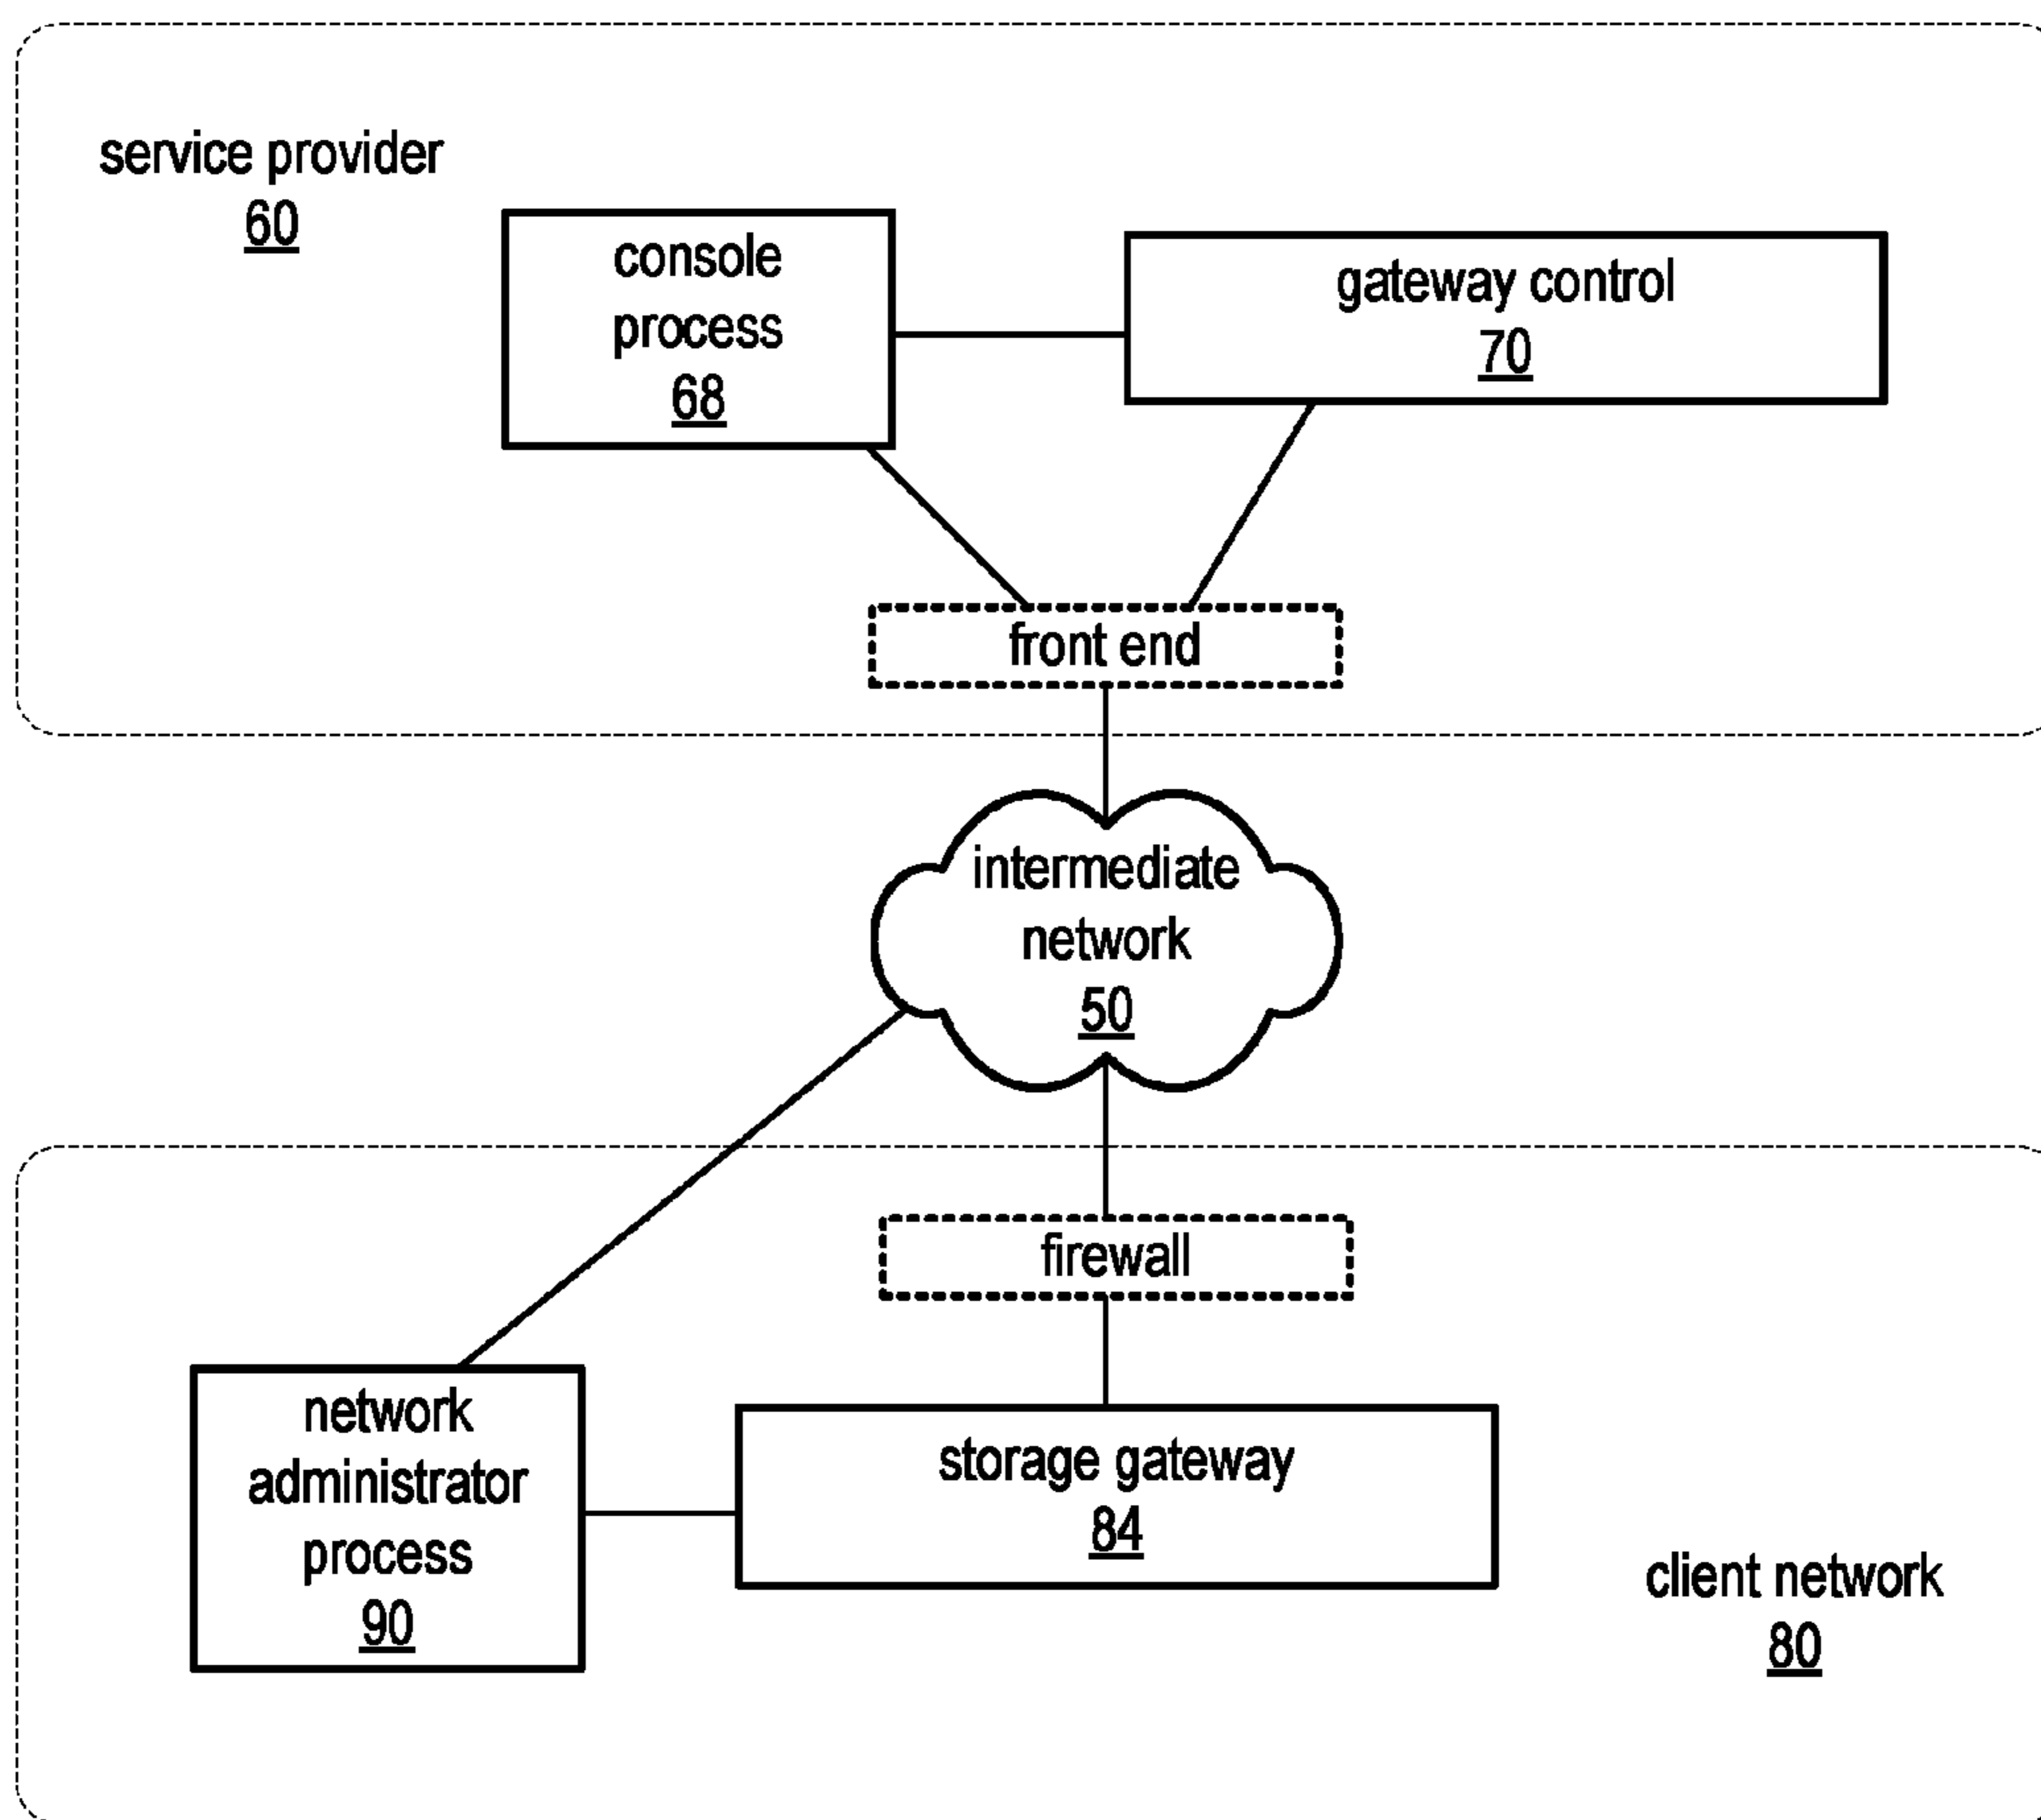 service provider
60
console
process
68
gateway control
70
front end
intermediate
network
50
firewall
network
administrator
process
90
storage gateway
84
client network
80